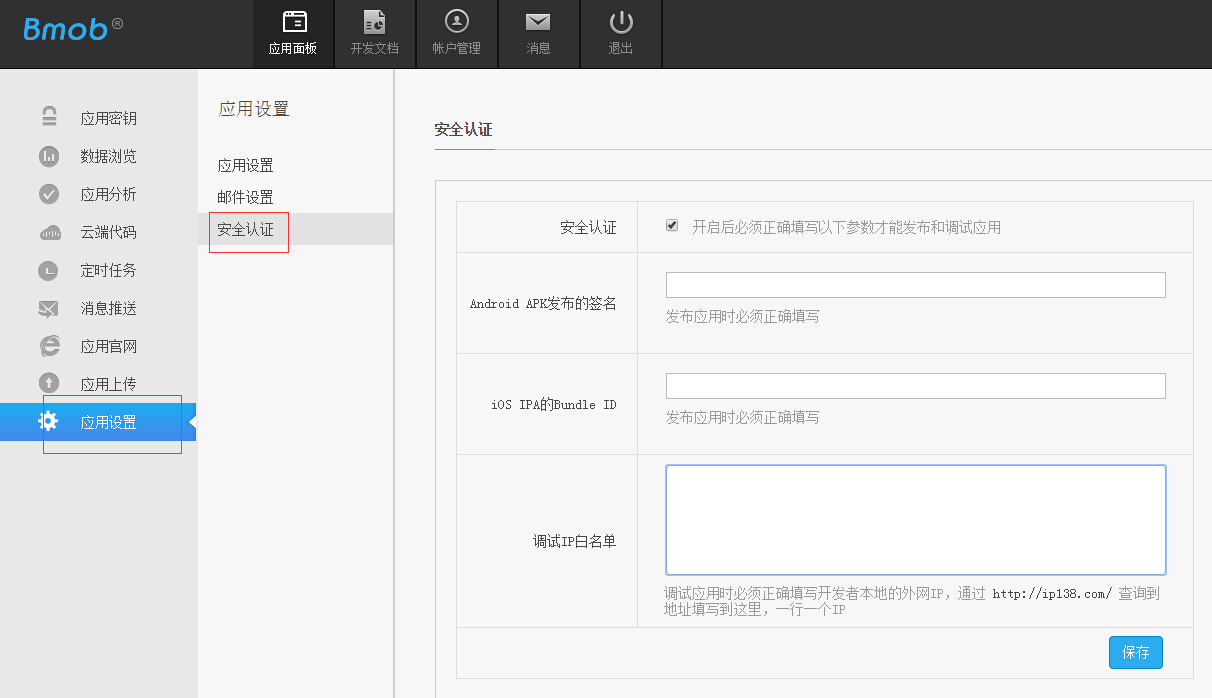 Bmob®
应用面板
开发文档
帐户管理
消息
退出
应用密钥
数据浏览
应用分析
云端代码
定时任务
消息推送
应用官网
应用上传
应用设置
应用设置
应用设置
邮件设置
安全认证
安全认证
安全认证
开启后必须正确填写以下参数才能发布和调试应用
Android APK发布的签名
发布应用时必须正确填写
iOS IPA的Bundle ID
发布应用时必须正确填写
调试IP白名单
调试应用时必须正确填写开发者本地的外网IP，通过 http://ip138.com/ 查询到
地址填写到这里，一行一个IP
保存